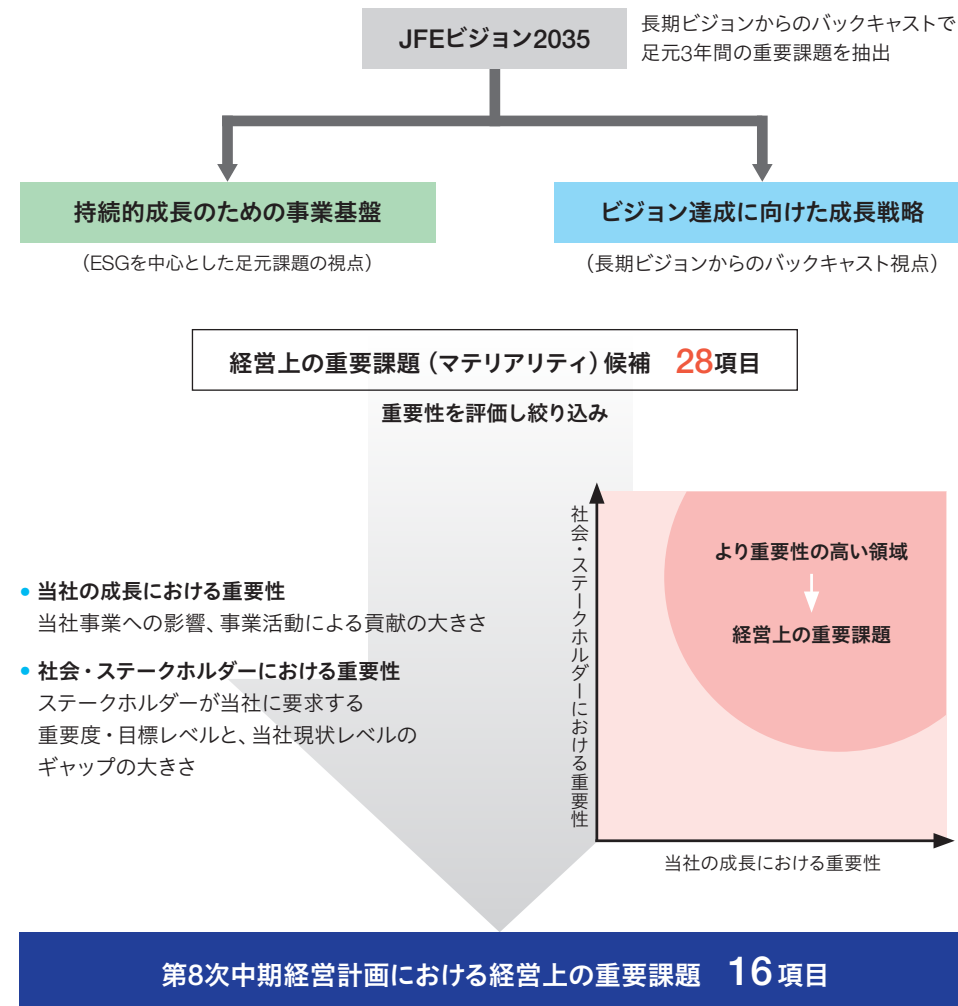 JFEビジョン2035
長期ビジョンからのバックキャストで
足元3年間の重要課題を抽出
持続的成長のための事業基盤
ビジョン達成に向けた成長戦略
（ESGを中心とした足元課題の視点）
（長期ビジョンからのバックキャスト視点）
経営上の重要課題（マテリアリティ）候補　28項目
重要性を評価し絞り込み
• 当社の成長における重要性
当社事業への影響、事業活動による貢献の大きさ
• 社会・ステークホルダーにおける重要性
ステークホルダーが当社に要求する
重要度・目標レベルと、当社現状レベルの
ギャップの大きさ
社会・ステークホルダーにおける重要性
より重要性の高い領域
経営上の重要課題
当社の成長における重要性
第8次中期経営計画における経営上の重要課題　16項目